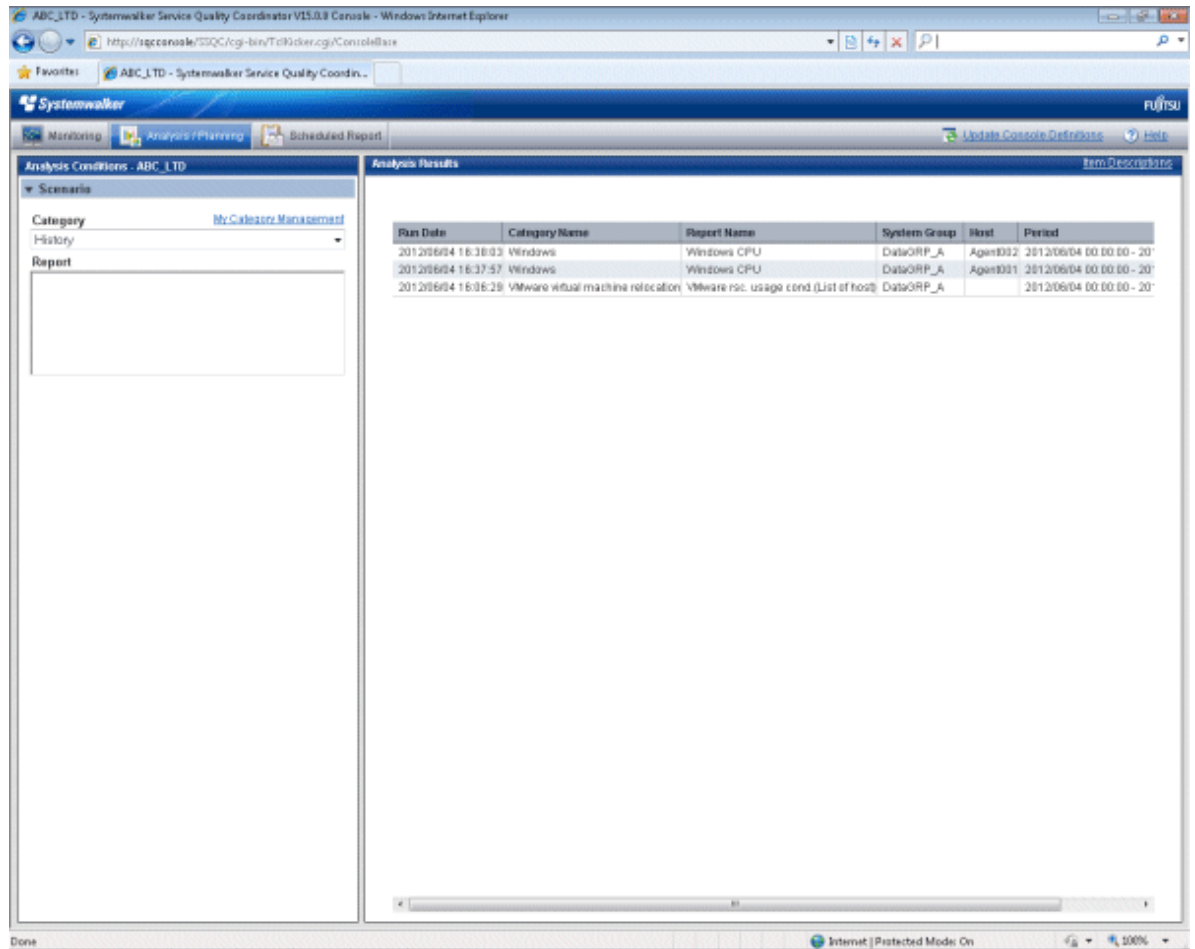 ABC_LTD - Systemwalker Service Quality Coordinator V15.0.0 Console - Windows Internet Explorer
http://sqcconsole/SSQC/cgi-bin/TclKicker.cgi/ConsoleBase
Favorites ABC_LTD - Systemwalker Service Quality Coordin...
Systemwalker FUJITSU
Monitoring Analysis / Planning Scheduled Report Update Console Definitions Help
Analysis Conditions - ABC_LTD
Scenario
Category My Category Management
History
Report
Analysis Results Item Descriptions
Run Date Category Name Report Name System Group Host Period
2012/06/04 16:38:03 Windows Windows CPU DataGRP_A Agent002 2012/06/04 00:00:00 - 20
2012/06/04 16:37:57 Windows Windows CPU DataGRP_A Agent001 2012/06/04 00:00:00 - 20
2012/06/04 16:06:29 VMware virtual machine relocation VMware rsc. usage cond.(List of host) DataGRP_A 2012/06/04 00:00:00 - 20
Done Internet | Protected Mode: On 100%